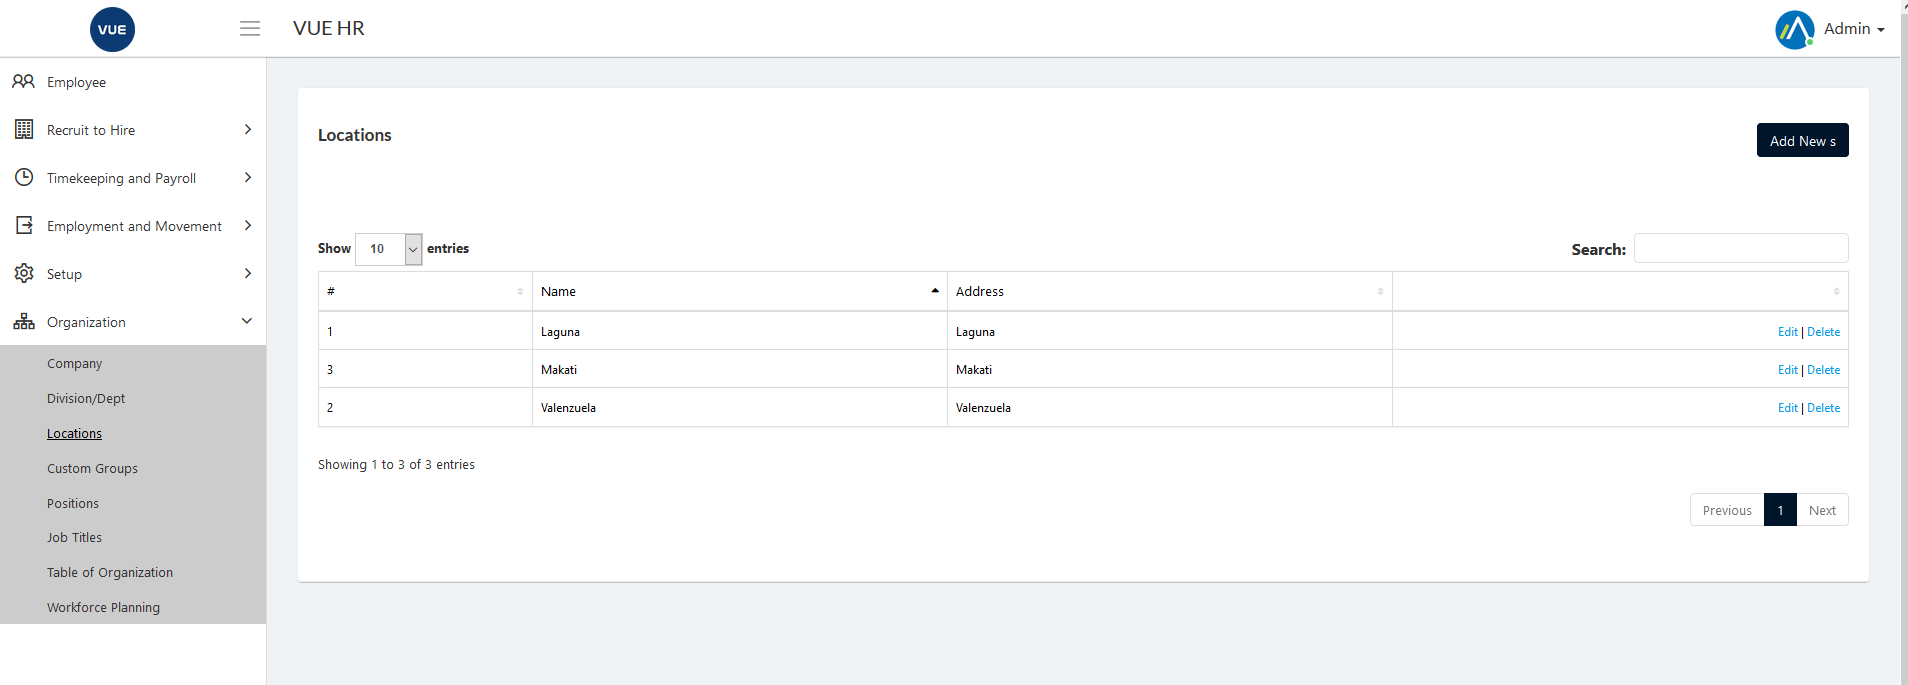 VUE
VUE HR
Admin
Employee
Recruit to Hire
Timekeeping and Payroll
Employment and Movement
Setup
Organization
Company
Division/Dept
Locations
Custom Groups
Positions
Job Titles
Table of Organization
Workforce Planning
Locations
Add New s
Show 10 entries
Search:
# Name Address
1 Laguna Laguna Edit | Delete
3 Makati Makati Edit | Delete
2 Valenzuela Valenzuela Edit | Delete
Showing 1 to 3 of 3 entries
Previous 1 Next